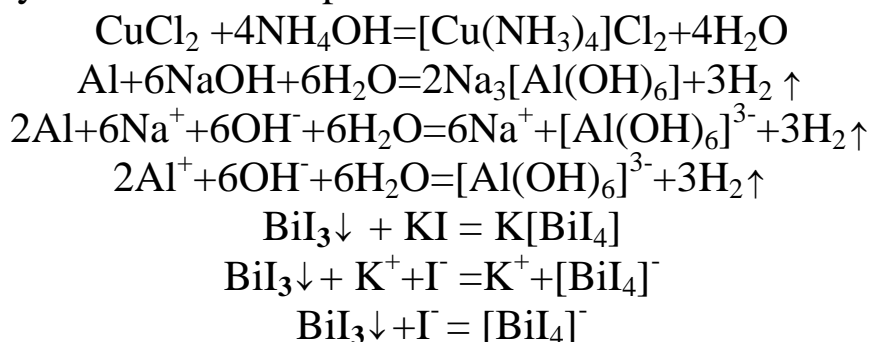 CuCl₂ +4NH₄OH=[Cu(NH₃)₄]Cl₂+4H₂O
Al+6NaOH+6H₂O=2Na₃[Al(OH)₆]+3H₂ ↑
2Al+6Na⁺+6OH⁻+6H₂O=6Na⁺+[Al(OH)₆]³⁻+3H₂↑
2Al⁺+6OH⁻+6H₂O=[Al(OH)₆]³⁻+3H₂↑
BiI₃↓ + KI = K[BiI₄]
BiI₃↓+ K⁺+I⁻ =K⁺+[BiI₄]⁻
BiI₃↓+I⁻ = [BiI₄]⁻